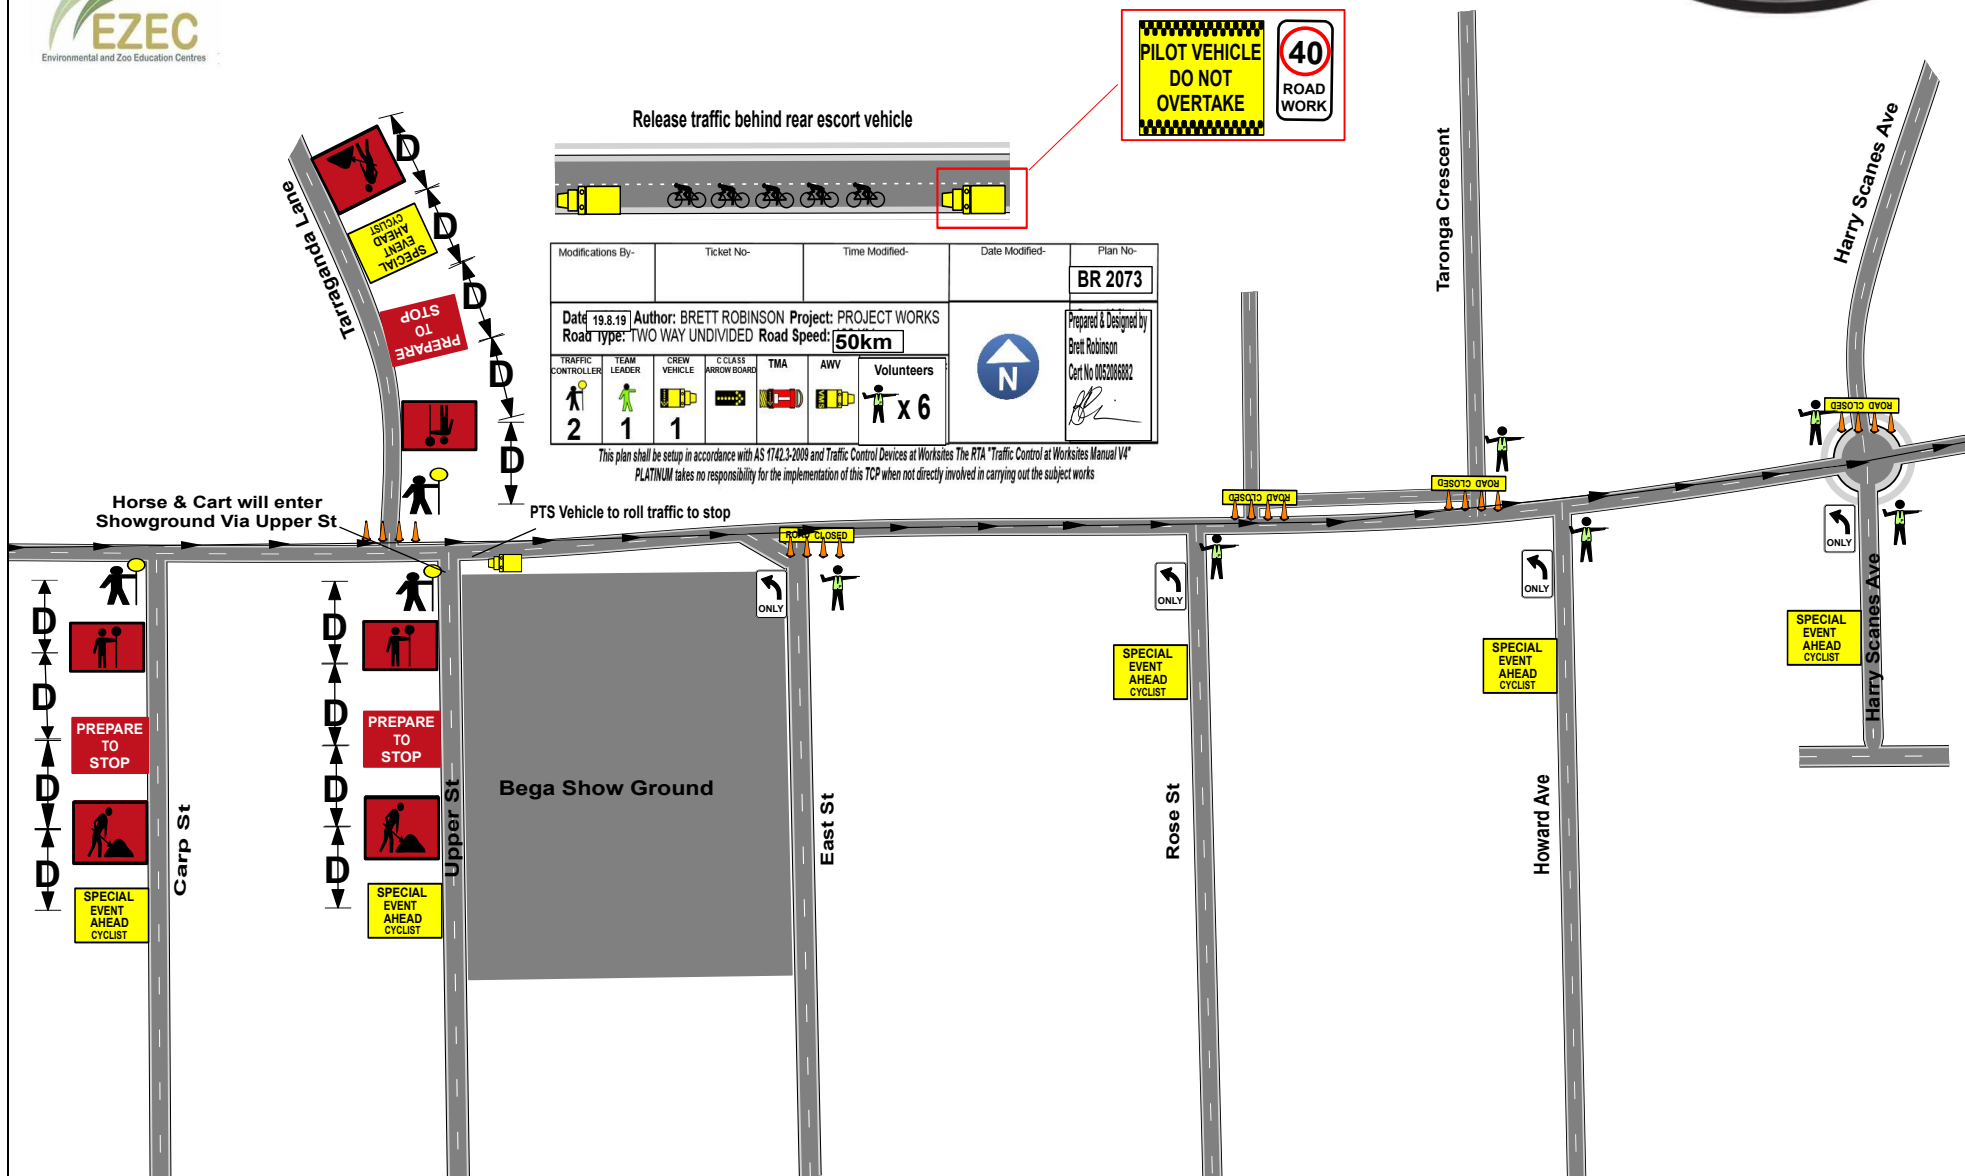 EZEC
Environmental and Zoo Education Centres
PILOT VEHICLE
DO NOT
OVERTAKE
40
ROAD
WORK
Release traffic behind rear escort vehicle
Tarraganda Lane
D
D
D
D
D
SPECIAL
EVENT
AHEAD
CYCLIST
PREPARE
TO
STOP
Modifications By-
Ticket No-
Time Modified-
Date Modified-
Plan No-
BR 2073
Date 19.8.19 Author: BRETT ROBINSON Project: PROJECT WORKS
Road Type: TWO WAY UNDIVIDED Road Speed: 50km
Prepared & Designed by
Brett Robinson
Cert No 0052086882
TRAFFIC
CONTROLLER
2
TEAM
LEADER
1
CREW
VEHICLE
1
C CLASS
ARROW BOARD
TMA
AWV
Volunteers
x 6
N
This plan shall be setup in accordance with AS 1742.3-2009 and Traffic Control Devices at Worksites The RTA "Traffic Control at Worksites Manual V4"
PLATINUM takes no responsibility for the implementation of this TCP when not directly involved in carrying out the subject works
Taronga Crescent
Harry Scanes Ave
ROAD CLOSED
ROAD CLOSED
ROAD CLOSED
Horse & Cart will enter
Showground Via Upper St
PTS Vehicle to roll traffic to stop
ROAD CLOSED
ONLY
ONLY
ONLY
ONLY
D
D
D
D
PREPARE
TO
STOP
SPECIAL
EVENT
AHEAD
CYCLIST
Carp St
D
D
D
D
PREPARE
TO
STOP
SPECIAL
EVENT
AHEAD
CYCLIST
Upper St
Bega Show Ground
East St
SPECIAL
EVENT
AHEAD
CYCLIST
Rose St
SPECIAL
EVENT
AHEAD
CYCLIST
Howard Ave
SPECIAL
EVENT
AHEAD
CYCLIST
Harry Scanes Ave